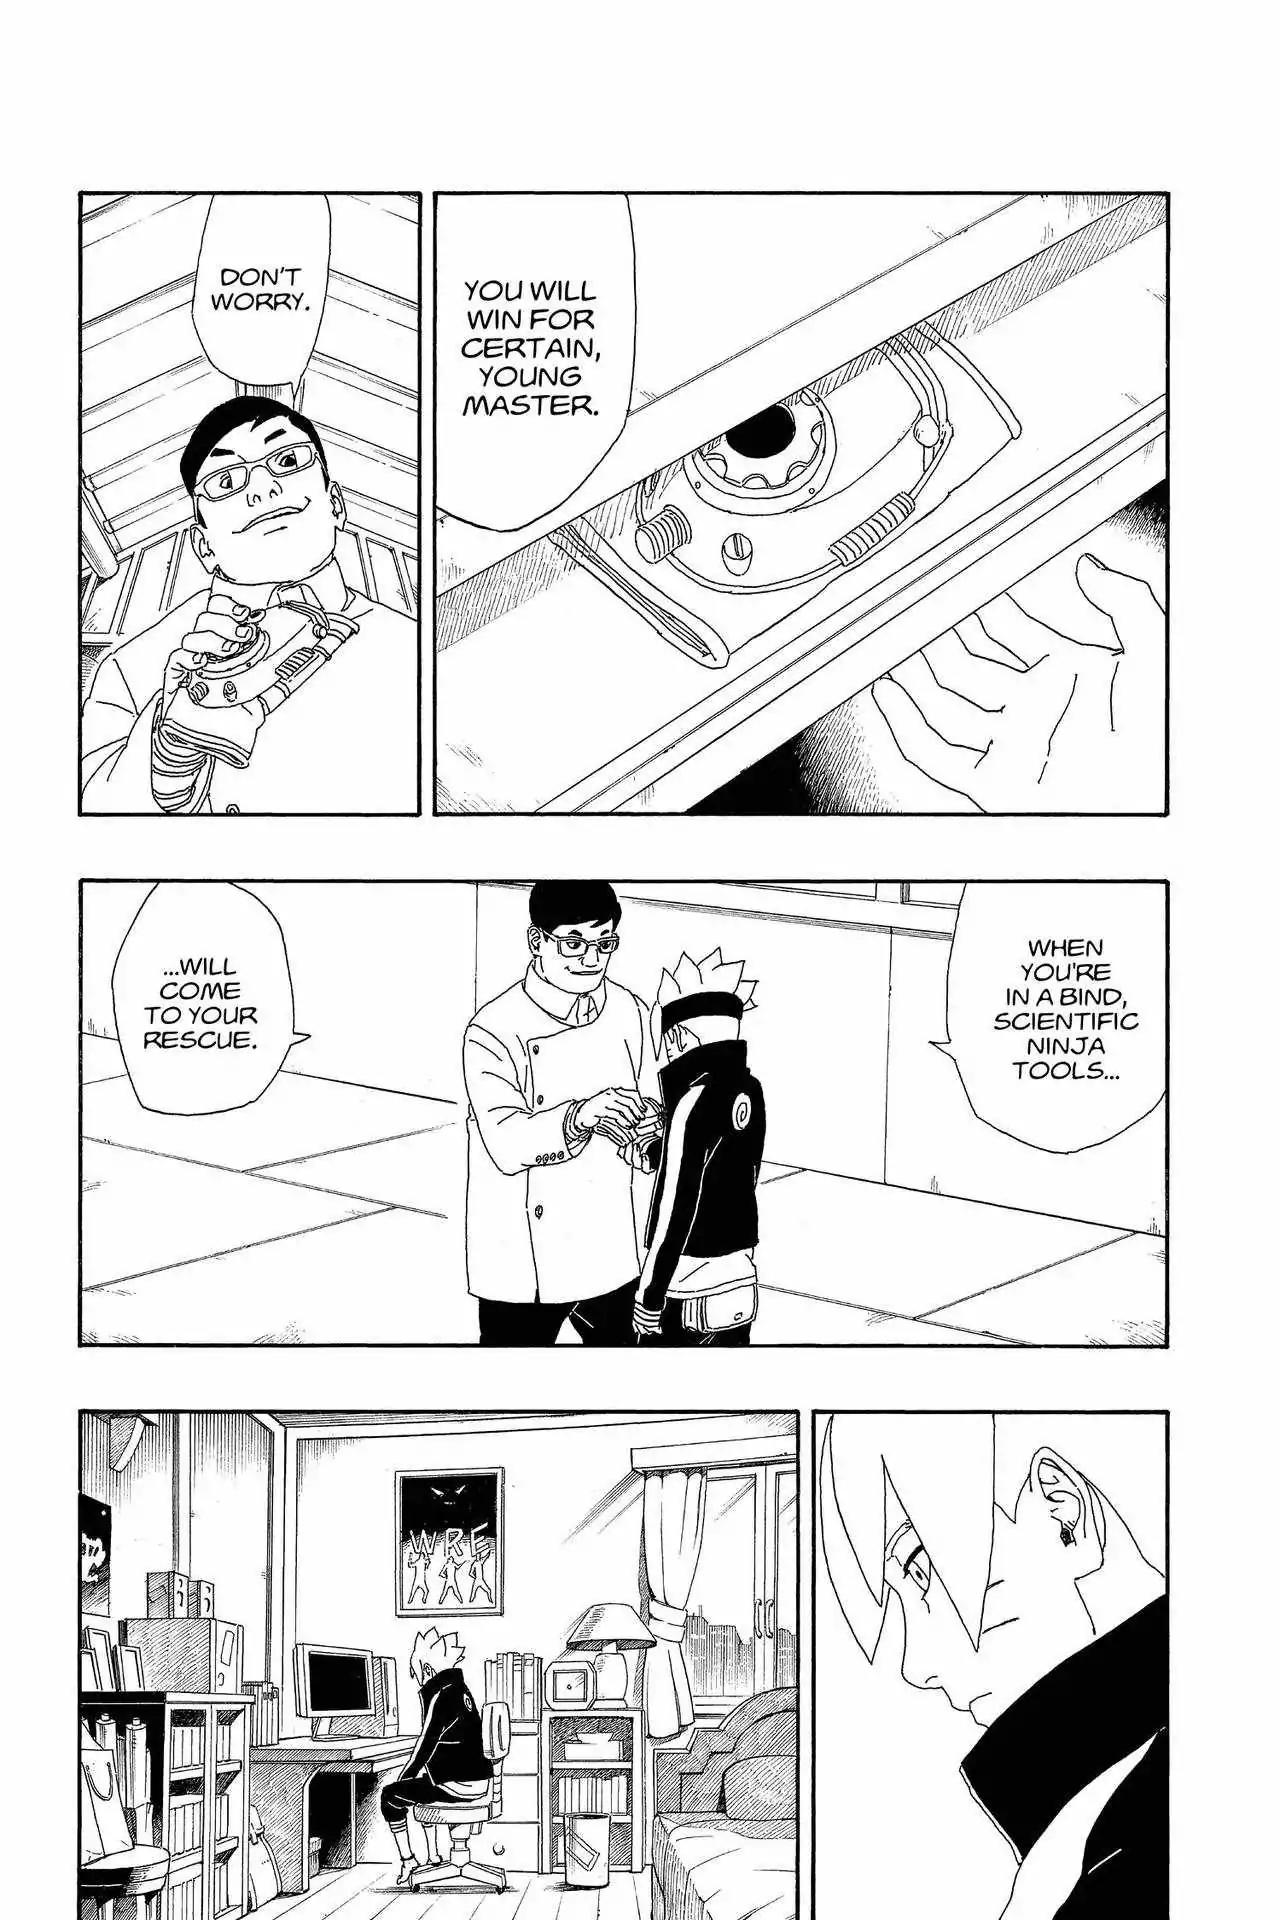 YOU WILL
WIN FOR
CERTAIN,
YOUNG
MASTER.
DON'T
WORRY.
WHEN
YOU'RE
IN A BIND,
SCIENTIFIC
NINJA
TOOLS...
...WILL
COME
TO YOUR
RESCUE.
WRE